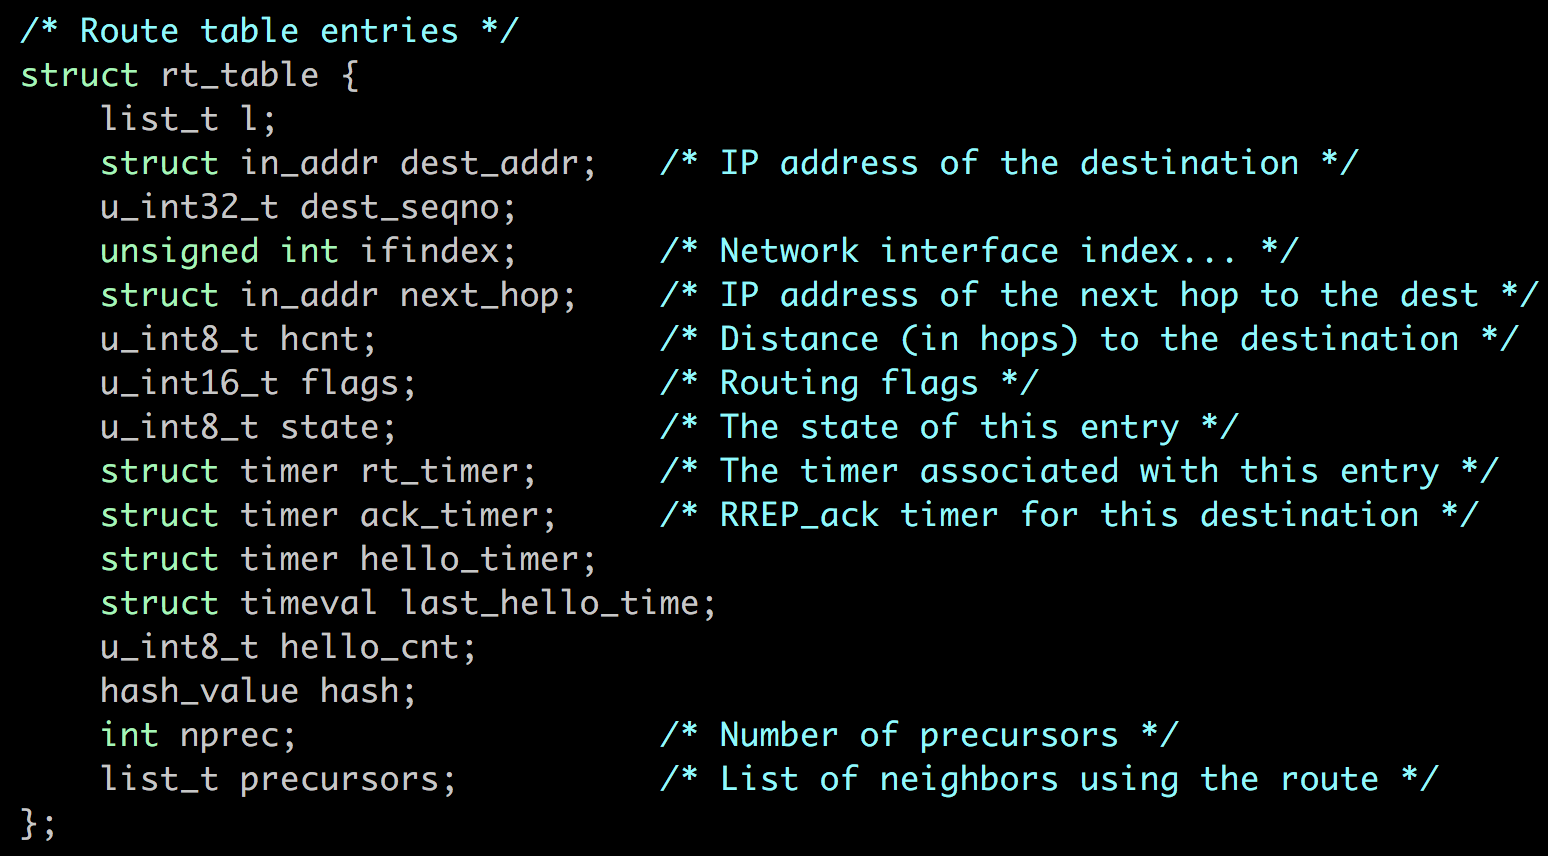 /* Route table entries */
struct rt_table {
    list_t l;
    struct in_addr dest_addr;   /* IP address of the destination */
    u_int32_t dest_seqno;
    unsigned int ifindex;       /* Network interface index... */
    struct in_addr next_hop;    /* IP address of the next hop to the dest */
    u_int8_t hcnt;              /* Distance (in hops) to the destination */
    u_int16_t flags;            /* Routing flags */
    u_int8_t state;             /* The state of this entry */
    struct timer rt_timer;      /* The timer associated with this entry */
    struct timer ack_timer;     /* RREP_ack timer for this destination */
    struct timer hello_timer;
    struct timeval last_hello_time;
    u_int8_t hello_cnt;
    hash_value hash;
    int nprec;                  /* Number of precursors */
    list_t precursors;          /* List of neighbors using the route */
};